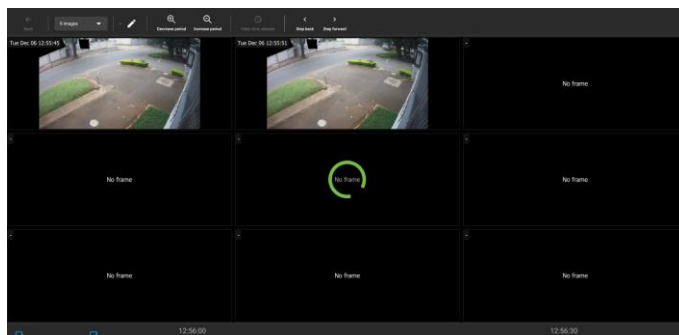 Back
9 images
Decrease period
Increase period
Step back
Step forward
Tue Dec 06 12:55:45
Tue Dec 06 12:55:51
No frame
No frame
No frame
No frame
No frame
No frame
No frame
12:56:00
12:56:30